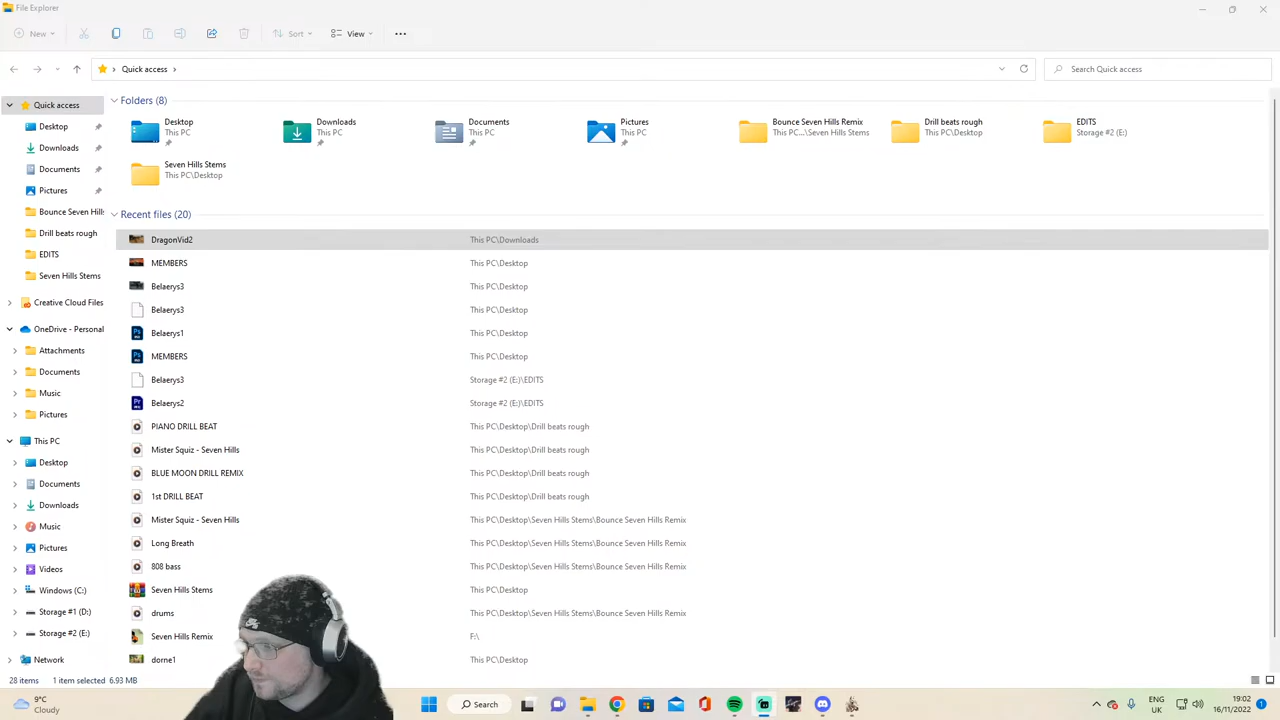 File Explorer
New
Sort
View
Quick access
Search Quick access
Quick access
Desktop
Downloads
Documents
Pictures
Bounce Seven Hills
Drill beats rough
EDITS
Seven Hills Stems
Creative Cloud Files
OneDrive - Personal
Attachments
Documents
Music
Pictures
This PC
Desktop
Documents
Downloads
Music
Pictures
Videos
Windows (C:)
Storage #1 (D:)
Storage #2 (E:)
Network
Folders (8)
Desktop
This PC
Downloads
This PC
Documents
This PC
Pictures
This PC
Bounce Seven Hills Remix
This PC...\Seven Hills Stems
Drill beats rough
This PC\Desktop
EDITS
Storage #2 (E:)
Seven Hills Stems
This PC\Desktop
Recent files (20)
DragonVid2 This PC\Downloads
MEMBERS This PC\Desktop
Belaerys3 This PC\Desktop
Belaerys3 This PC\Desktop
Belaerys1 This PC\Desktop
MEMBERS This PC\Desktop
Belaerys3 Storage #2 (E:)\EDITS
Belaerys2 Storage #2 (E:)\EDITS
PIANO DRILL BEAT This PC\Desktop\Drill beats rough
Mister Squiz - Seven Hills This PC\Desktop\Drill beats rough
BLUE MOON DRILL REMIX This PC\Desktop\Drill beats rough
1st DRILL BEAT This PC\Desktop\Drill beats rough
Mister Squiz - Seven Hills This PC\Desktop\Seven Hills Stems\Bounce Seven Hills Remix
Long Breath This PC\Desktop\Seven Hills Stems\Bounce Seven Hills Remix
808 bass This PC\Desktop\Seven Hills Stems\Bounce Seven Hills Remix
Seven Hills Stems This PC\Desktop
drums This PC\Desktop\Seven Hills Stems\Bounce Seven Hills Remix
Seven Hills Remix F:\
dorne1 This PC\Desktop
28 items 1 item selected 6.93 MB
9°C
Cloudy
Search
ENG
UK
19:02
16/11/2022